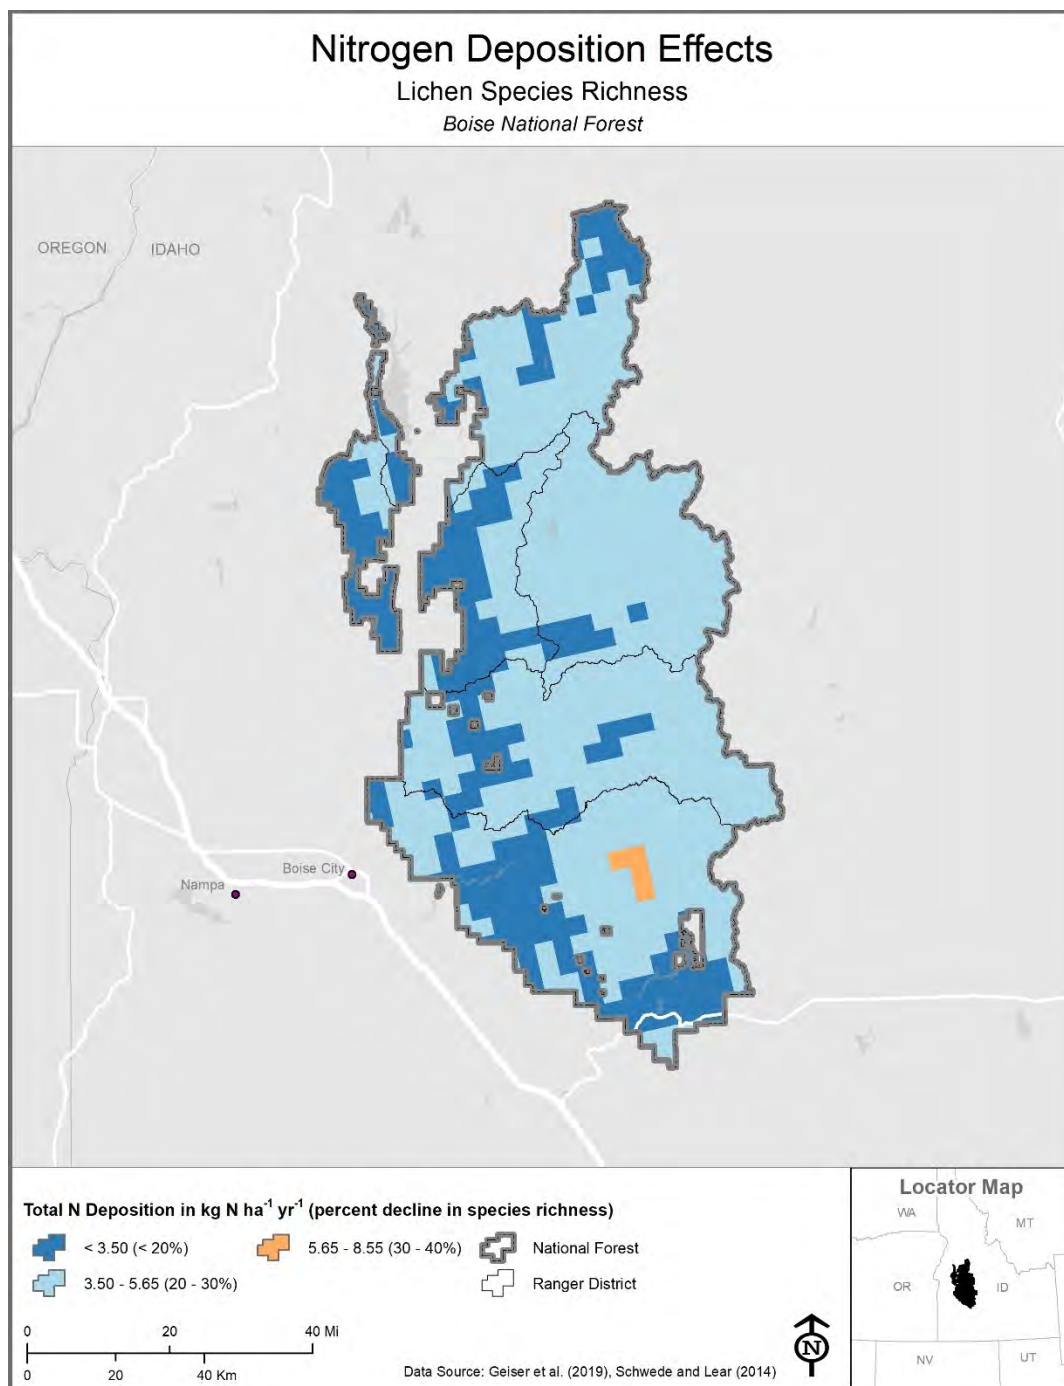 Nitrogen Deposition Effects
Lichen Species Richness
Boise National Forest
OREGON
IDAHO
Boise City
Nampa
Total N Deposition in kg N ha⁻¹ yr⁻¹ (percent decline in species richness)
< 3.50 (< 20%)
5.65 - 8.55 (30 - 40%)
National Forest
3.50 - 5.65 (20 - 30%)
Ranger District
0 20 40 Mi
0 20 40 Km
Data Source: Geiser et al. (2019), Schwede and Lear (2014)
N
Locator Map
WA
MT
OR
ID
NV
UT